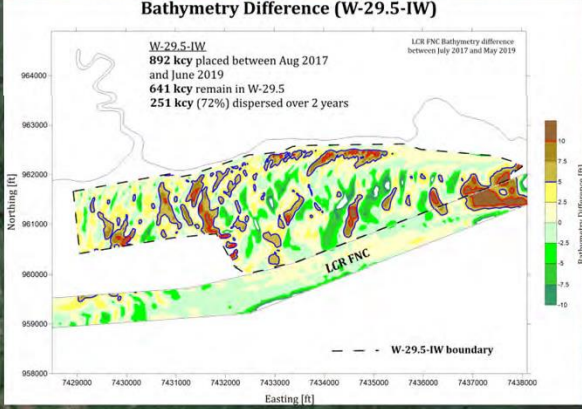 Bathymetry Difference (W-29.5-IW)
W-29.5-IW
892 kcy placed between Aug 2017
and June 2019
641 kcy remain in W-29.5
251 kcy (72%) dispersed over 2 years
LCR FNC Bathymetry difference
between July 2017 and May 2019
964000
963000
962000
961000
960000
959000
958000
Northing [ft]
LCR FNC
W-29.5-IW boundary
7429000 7430000 7431000 7432000 7433000 7434000 7435000 7436000 7437000 7438000
Easting [ft]
10
7.5
5
2.5
0
-2.5
-5
-7.5
-10
Bathymetry Difference [ft]